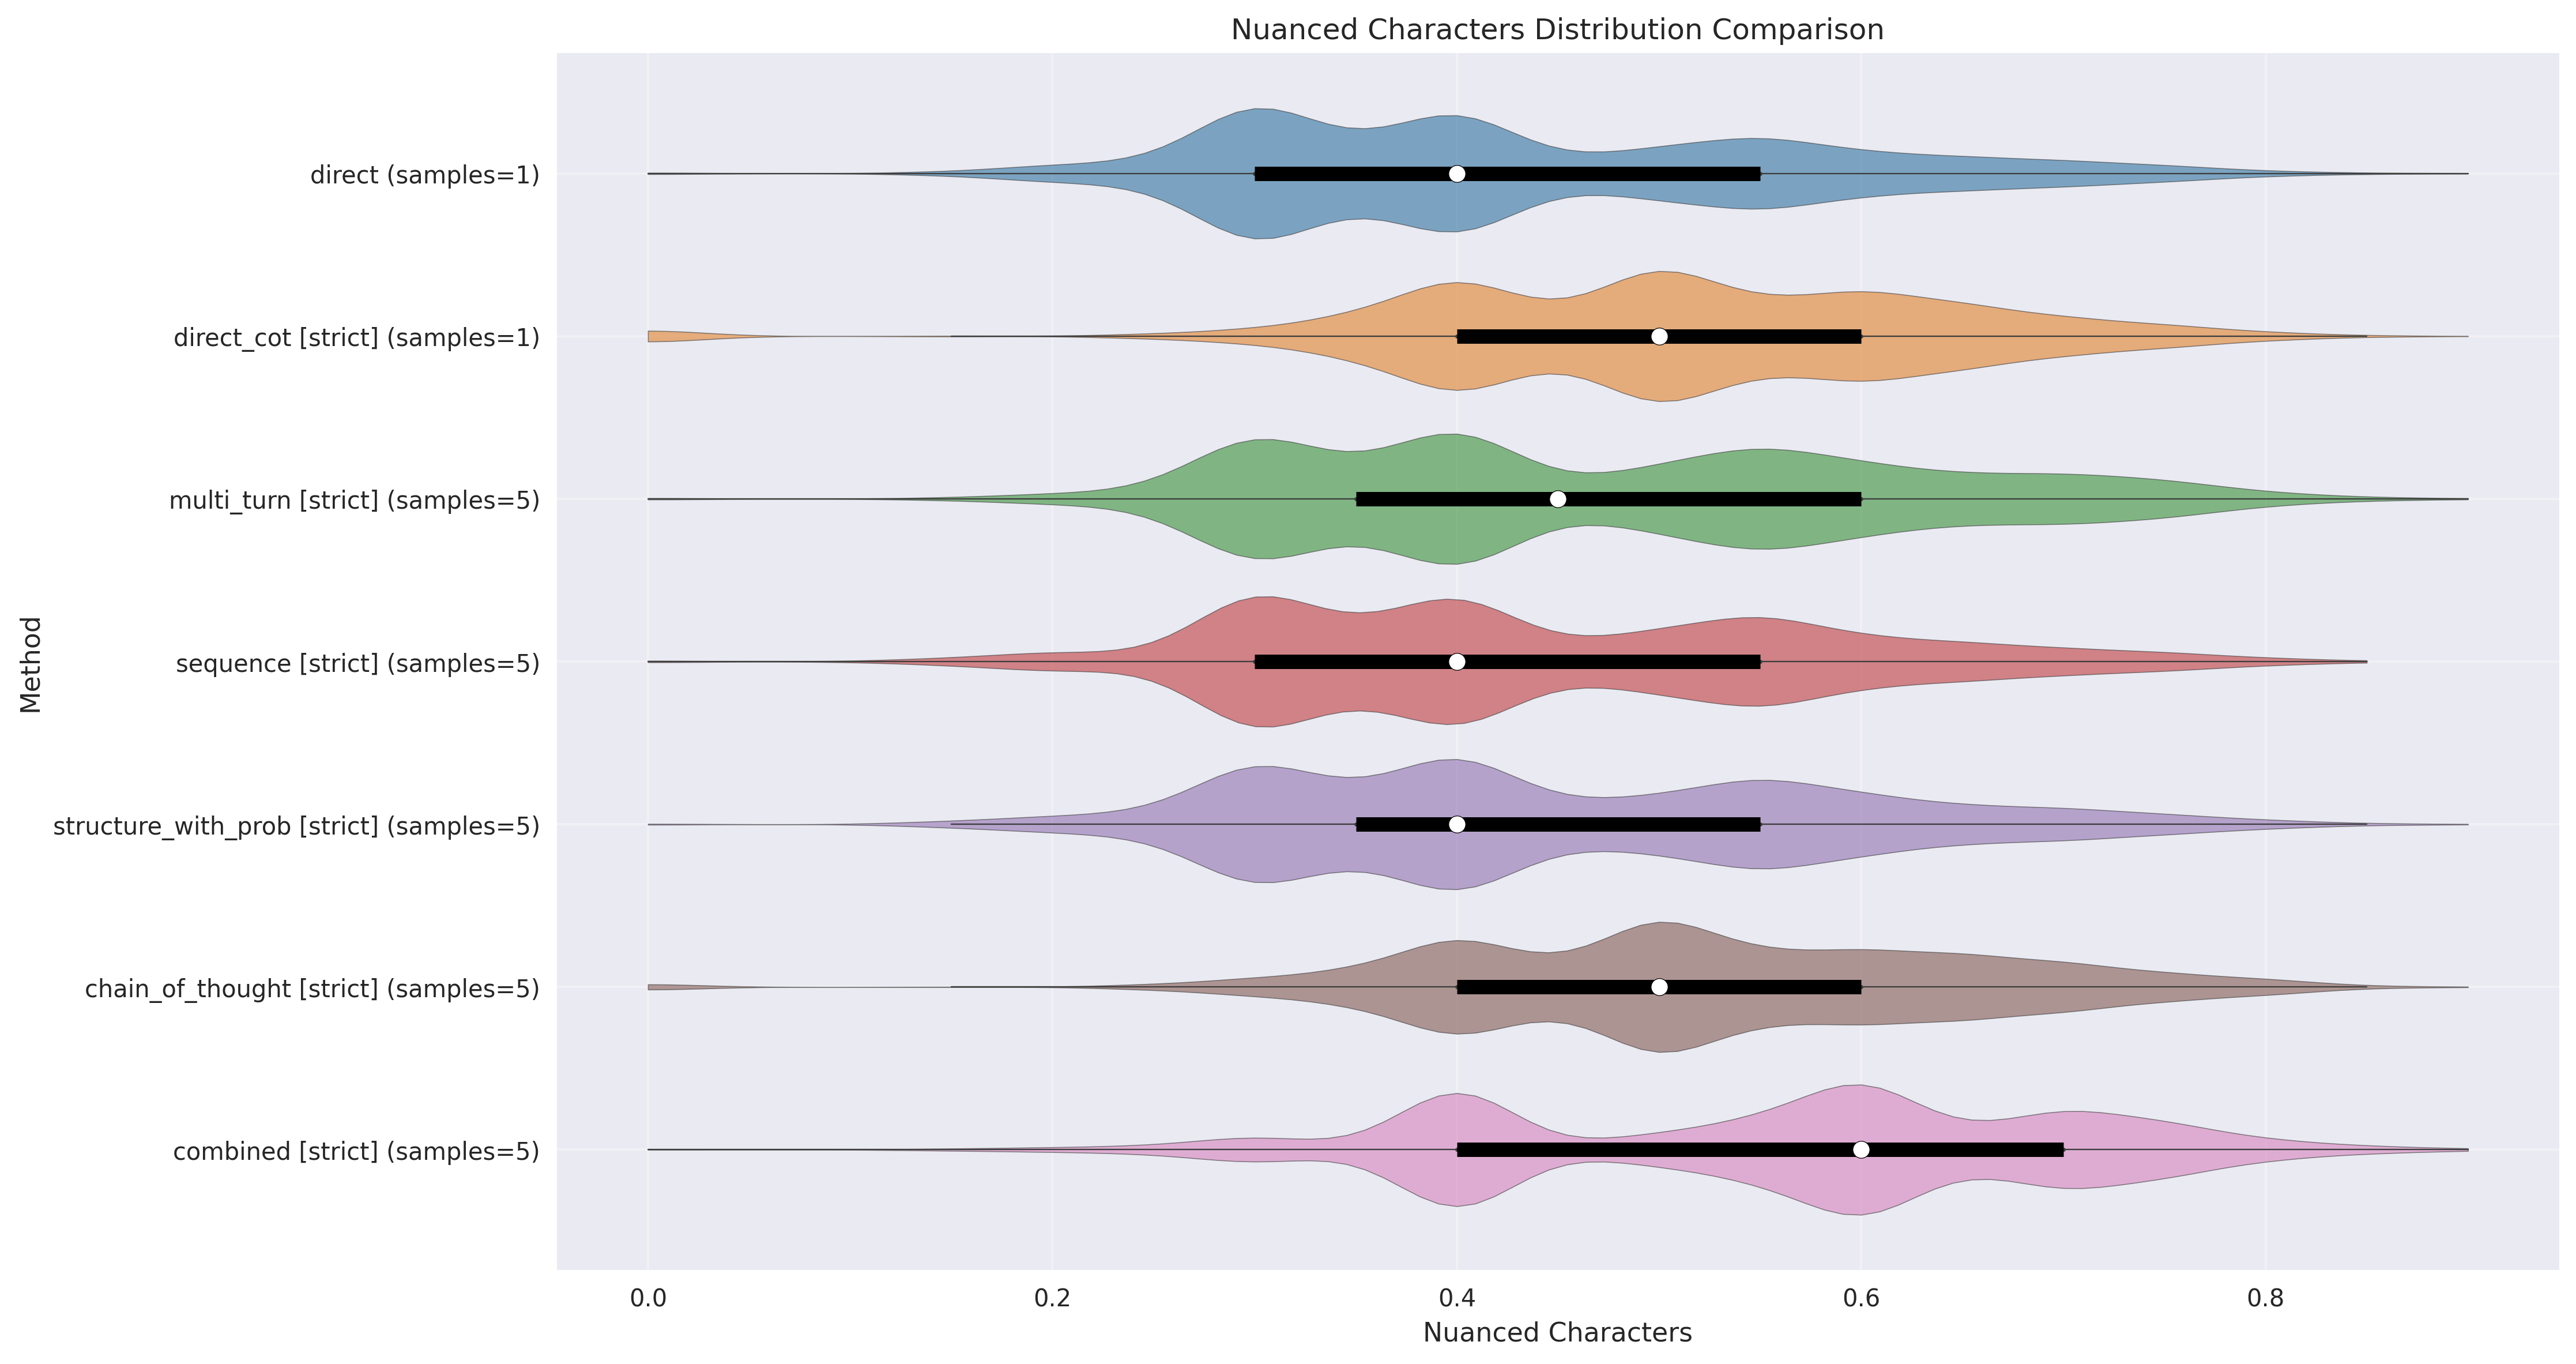 Nuanced Characters Distribution Comparison
Method
direct (samples=1)
direct_cot [strict] (samples=1)
multi_turn [strict] (samples=5)
sequence [strict] (samples=5)
structure_with_prob [strict] (samples=5)
chain_of_thought [strict] (samples=5)
combined [strict] (samples=5)
0.0 0.2 0.4 0.6 0.8
Nuanced Characters